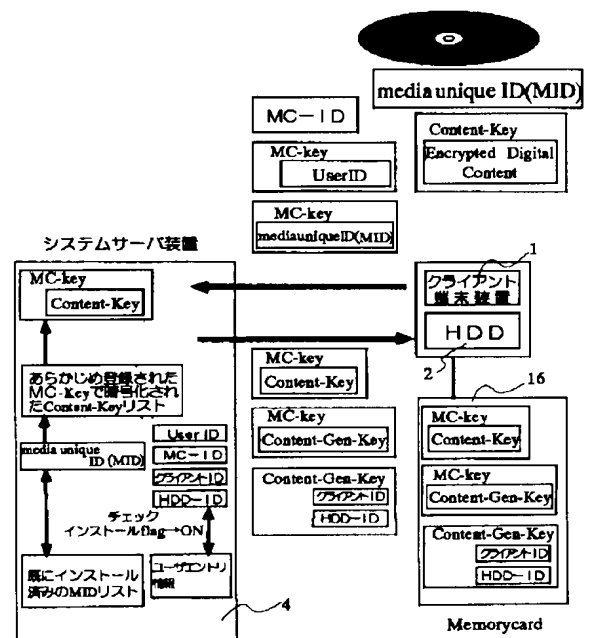 media unique ID(MID)
MC-ID
Content-Key
Encrypted Digital
Content
MC-key
UserID
MC-key
mediauniqueID(MID)
システムサーバ装置
MC-key
Content-Key
1
クライアント
端末装置
HDD
2
あらかじめ登録された
MC-Keyで暗号化さ
れたContent-Keyリスト
MC-key
Content-Key
16
MC-key
Content-Key
media unique
ID(MID)
User ID
MC-ID
クライアントID
HDD-ID
MC-key
Content-Gen-Key
MC-key
Content-Gen-Key
Content-Gen-Key
クライアントID
HDD-ID
チェック
インストールflag→ON
Content-Gen-Key
クライアントID
HDD-ID
既にインストール
済みのMIDリスト
ユーザエントリ
情報
4
Memorycard